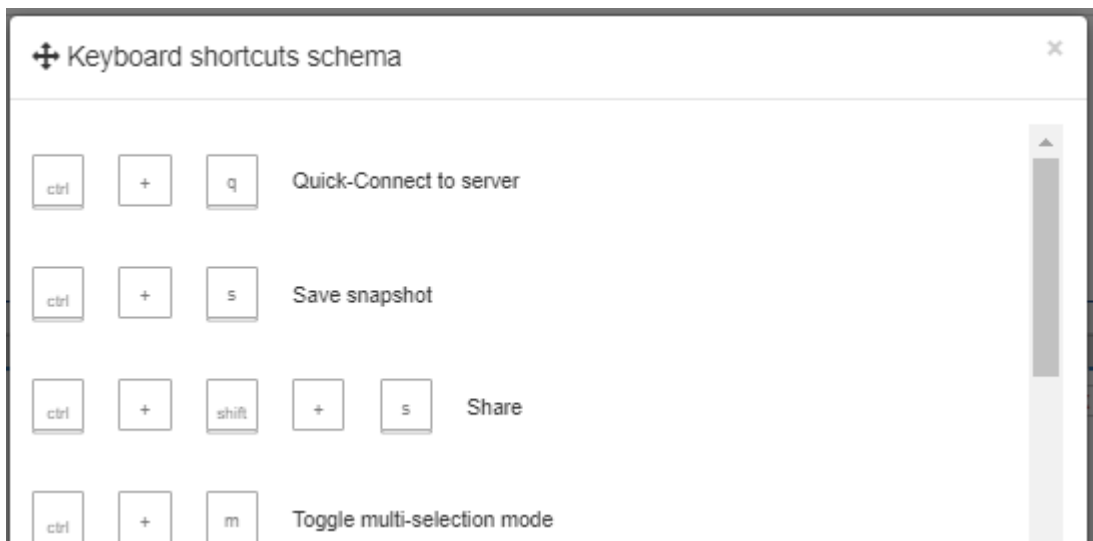 Keyboard shortcuts schema ×
ctrl + q Quick-Connect to server
ctrl + s Save snapshot
ctrl + shift + s Share
ctrl + m Toggle multi-selection mode